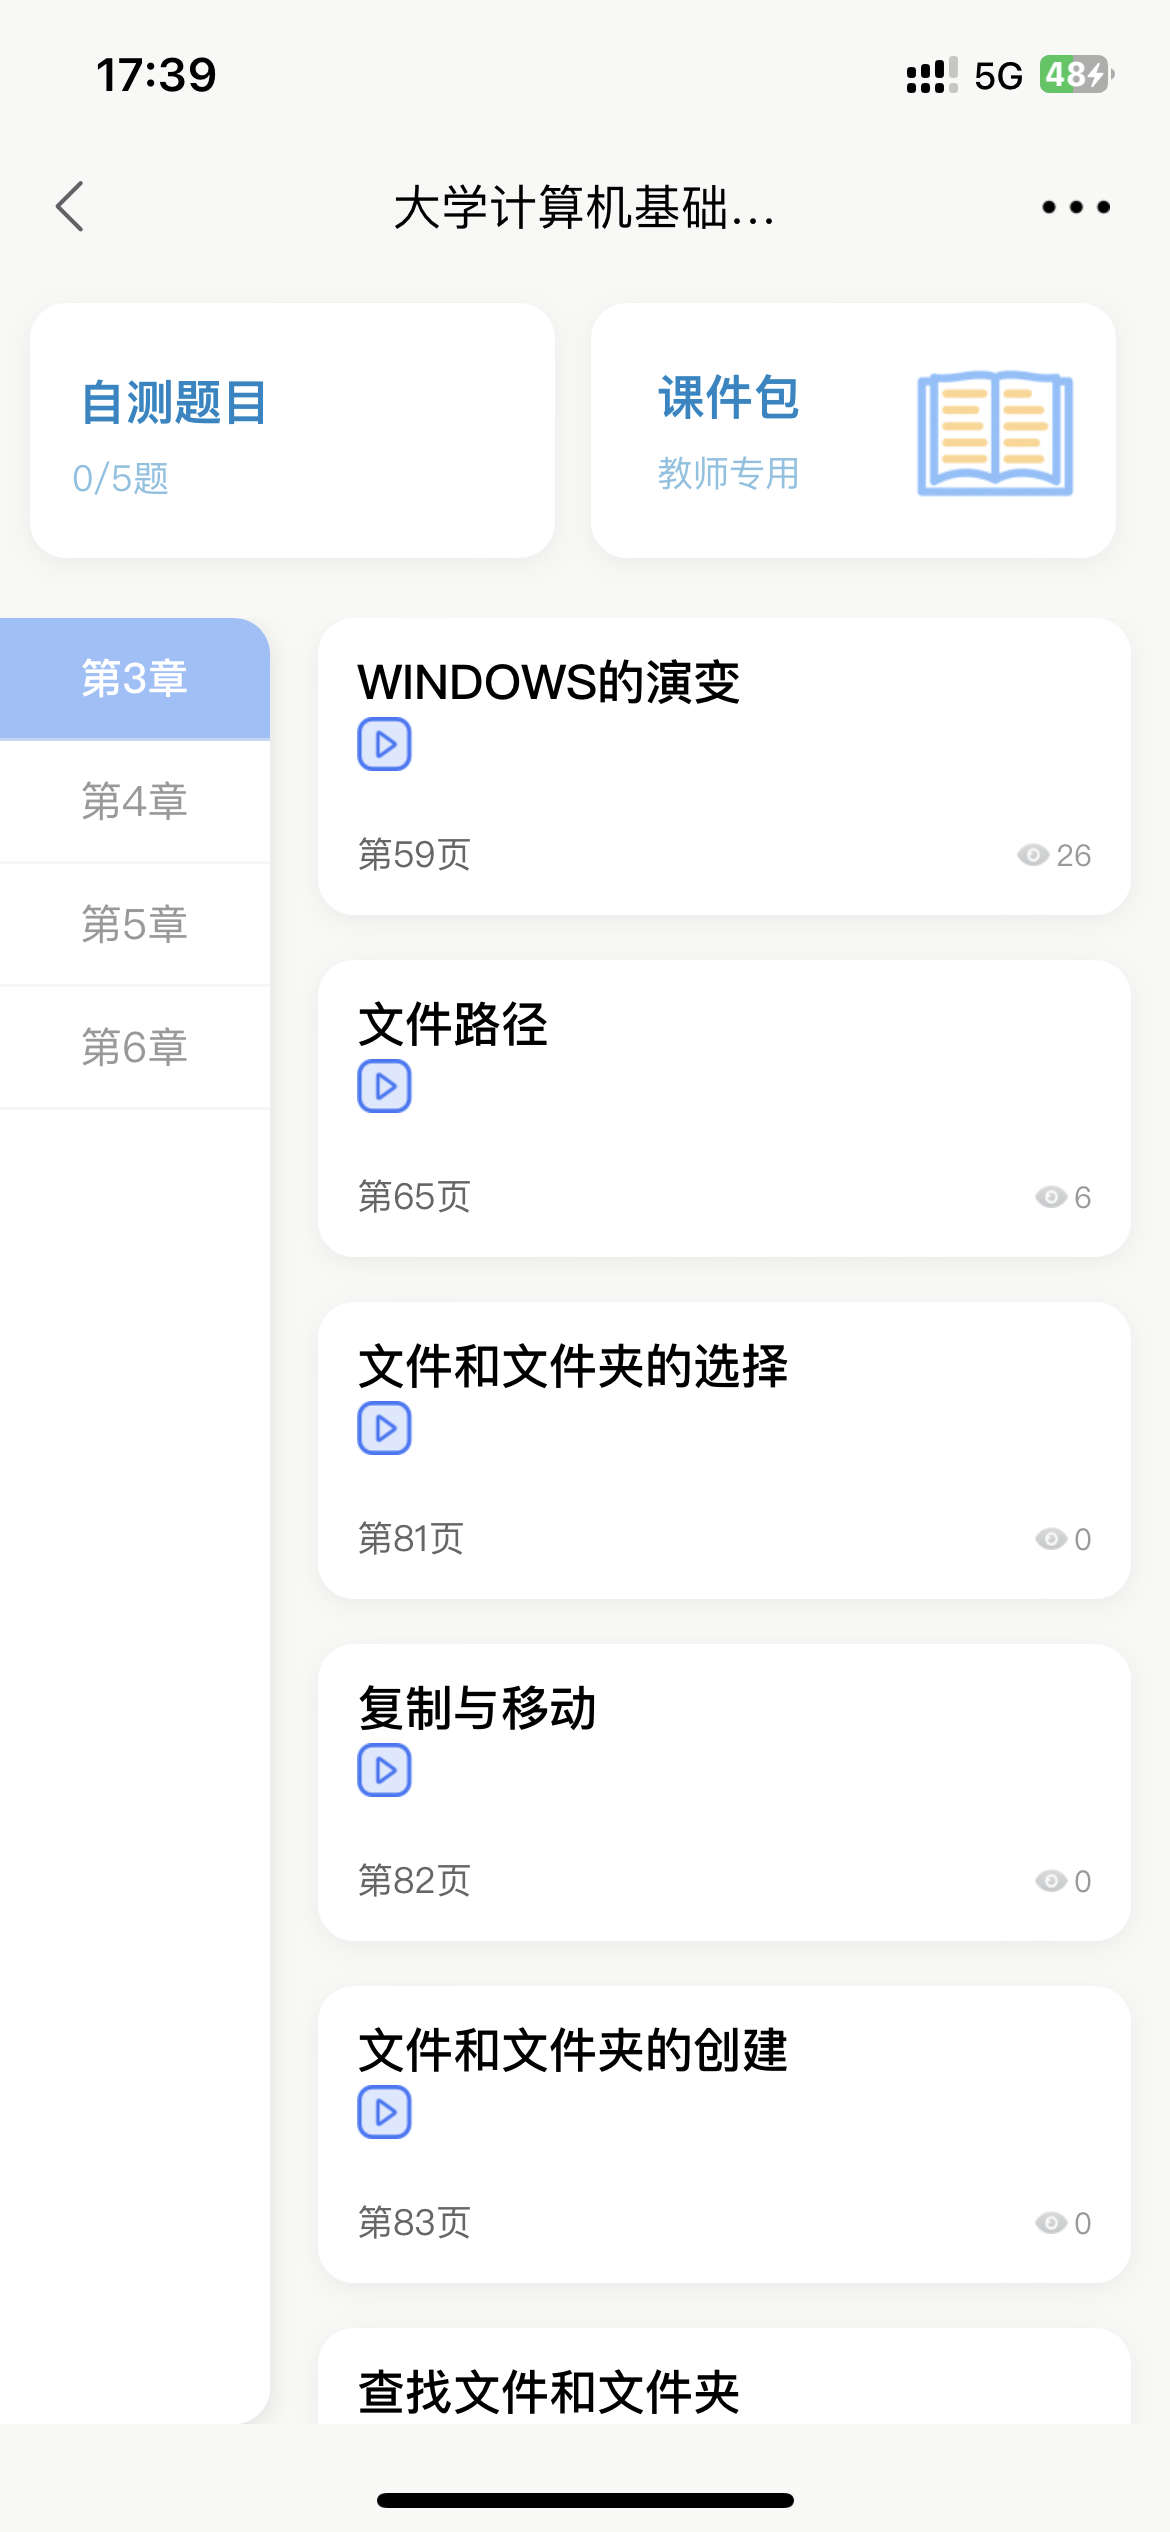 17:39
5G
48
大学计算机基础...
自测题目
0/5题
课件包
教师专用
第3章
第4章
第5章
第6章
WINDOWS的演变
第59页
26
文件路径
第65页
6
文件和文件夹的选择
第81页
0
复制与移动
第82页
0
文件和文件夹的创建
第83页
0
查找文件和文件夹